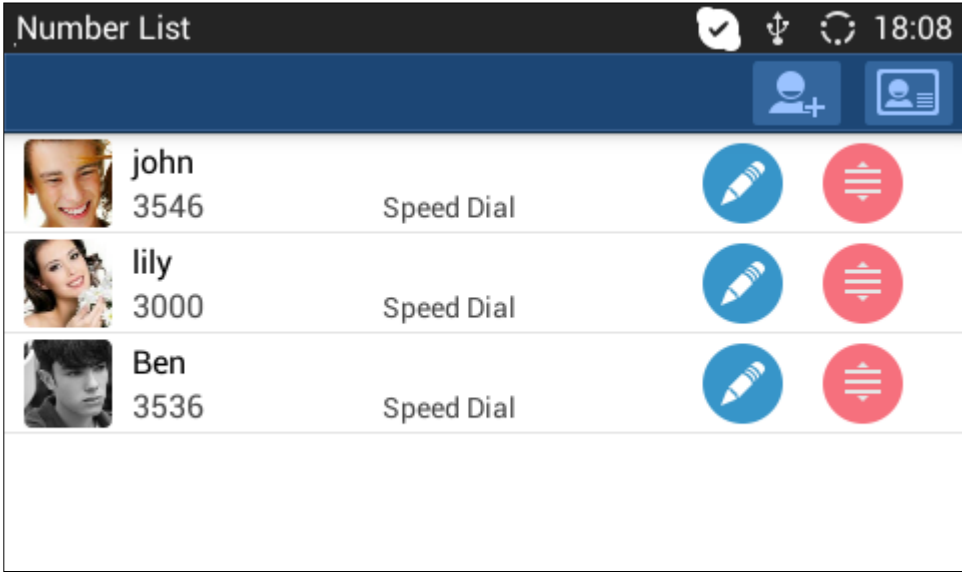 Number List
18:08
john
3546
Speed Dial
lily
3000
Speed Dial
Ben
3536
Speed Dial